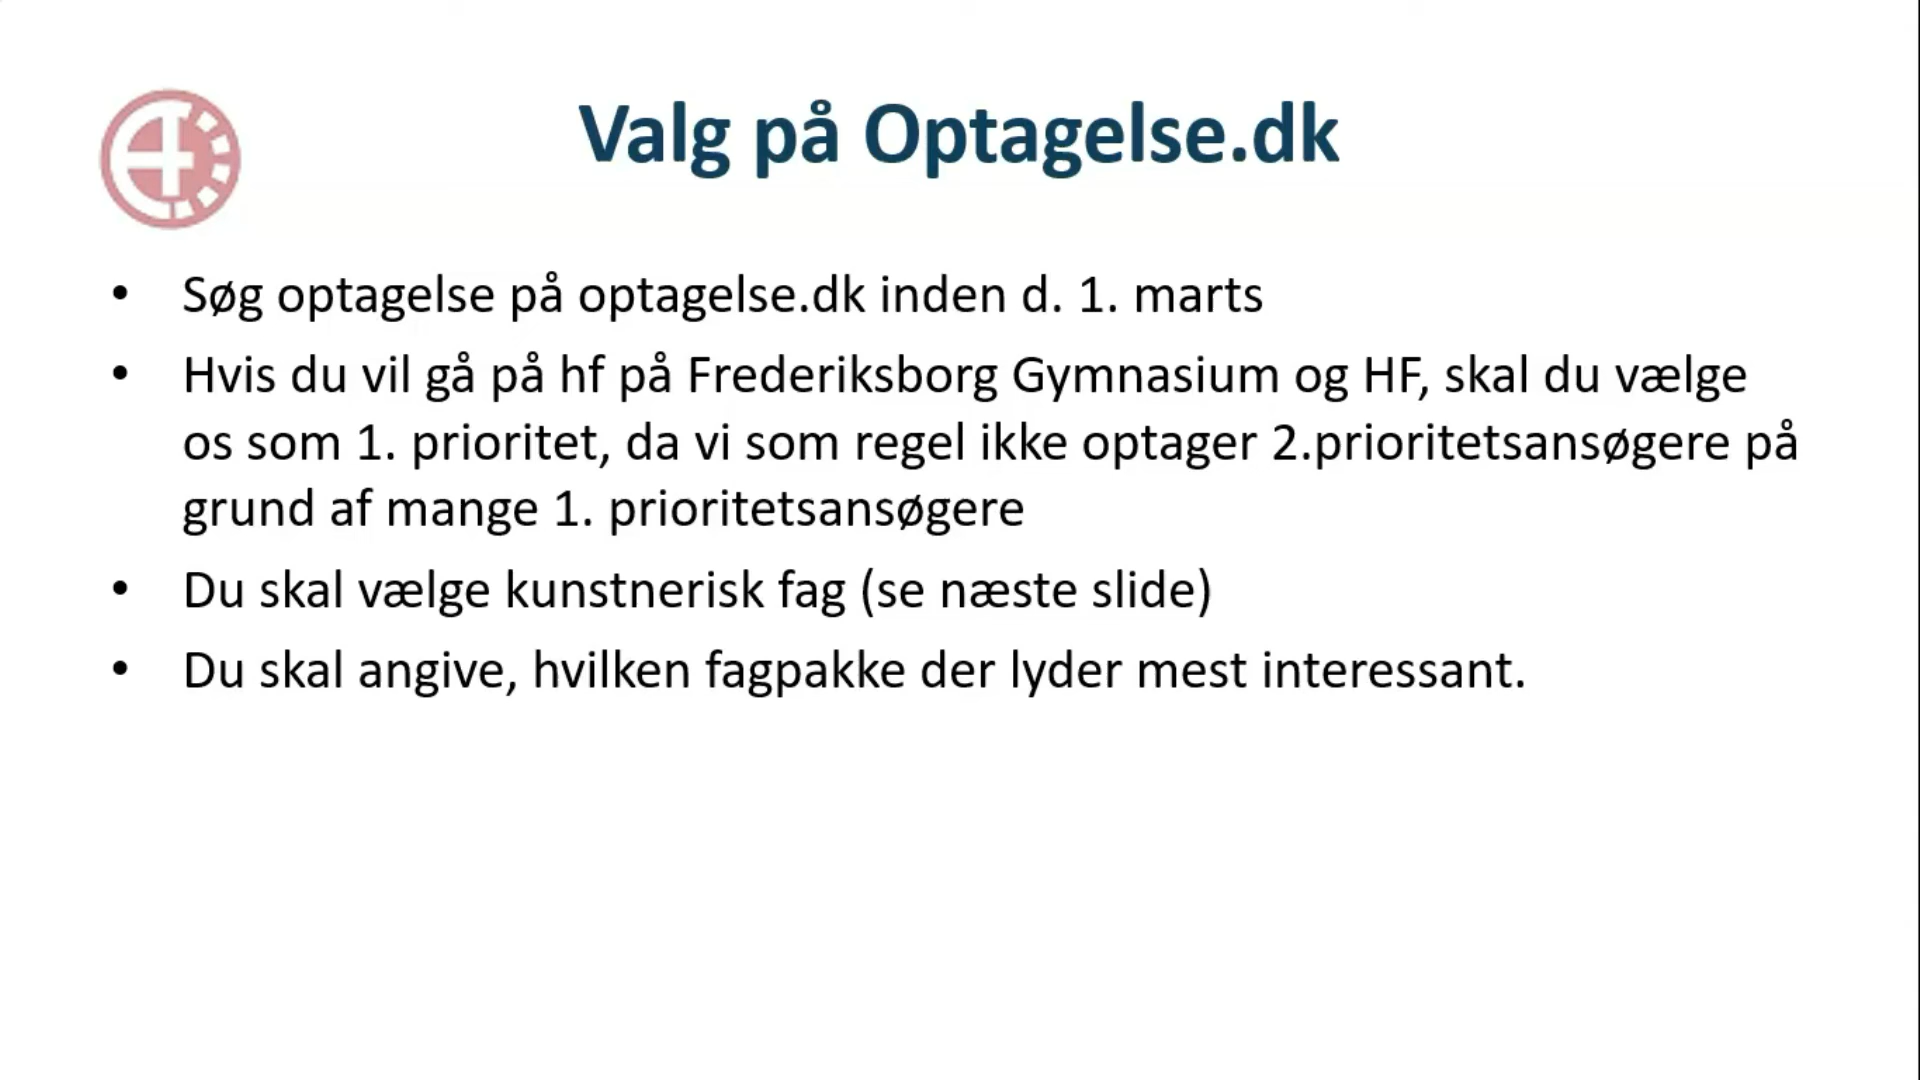 Valg på Optagelse.dk
• Søg optagelse på optagelse.dk inden d. 1. marts
• Hvis du vil gå på hf på Frederiksborg Gymnasium og HF, skal du vælge
os som 1. prioritet, da vi som regel ikke optager 2.prioritetsansøgere på
grund af mange 1. prioritetsansøgere
• Du skal vælge kunstnerisk fag (se næste slide)
• Du skal angive, hvilken fagpakke der lyder mest interessant.